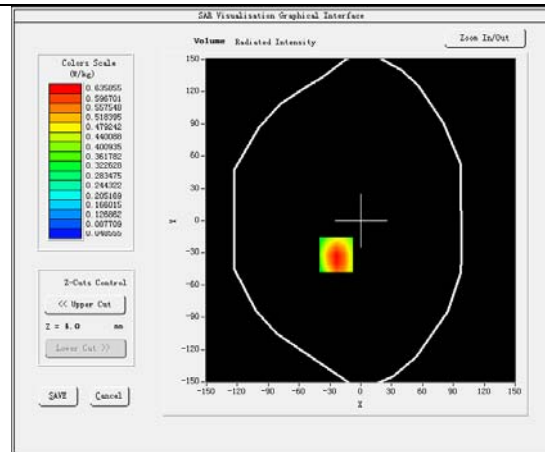 SAR Visualisation Graphical Interface
Volume Radiated Intensity
Zoom In/Out
Colors Scale
(W/kg)
0.635855
0.596701
0.557548
0.518395
0.479242
0.440088
0.400935
0.361782
0.322628
0.283475
0.244322
0.205169
0.166015
0.126862
0.087709
0.048555
150
120
90
60
30
0
-30
-60
-90
-120
-150
Y
-150 -120 -90 -60 -30 0 30 60 90 120 150
X
Z-Cuts Control
<< Upper Cut
Z = 4.0 mm
Lower Cut >>
SAVE Cancel